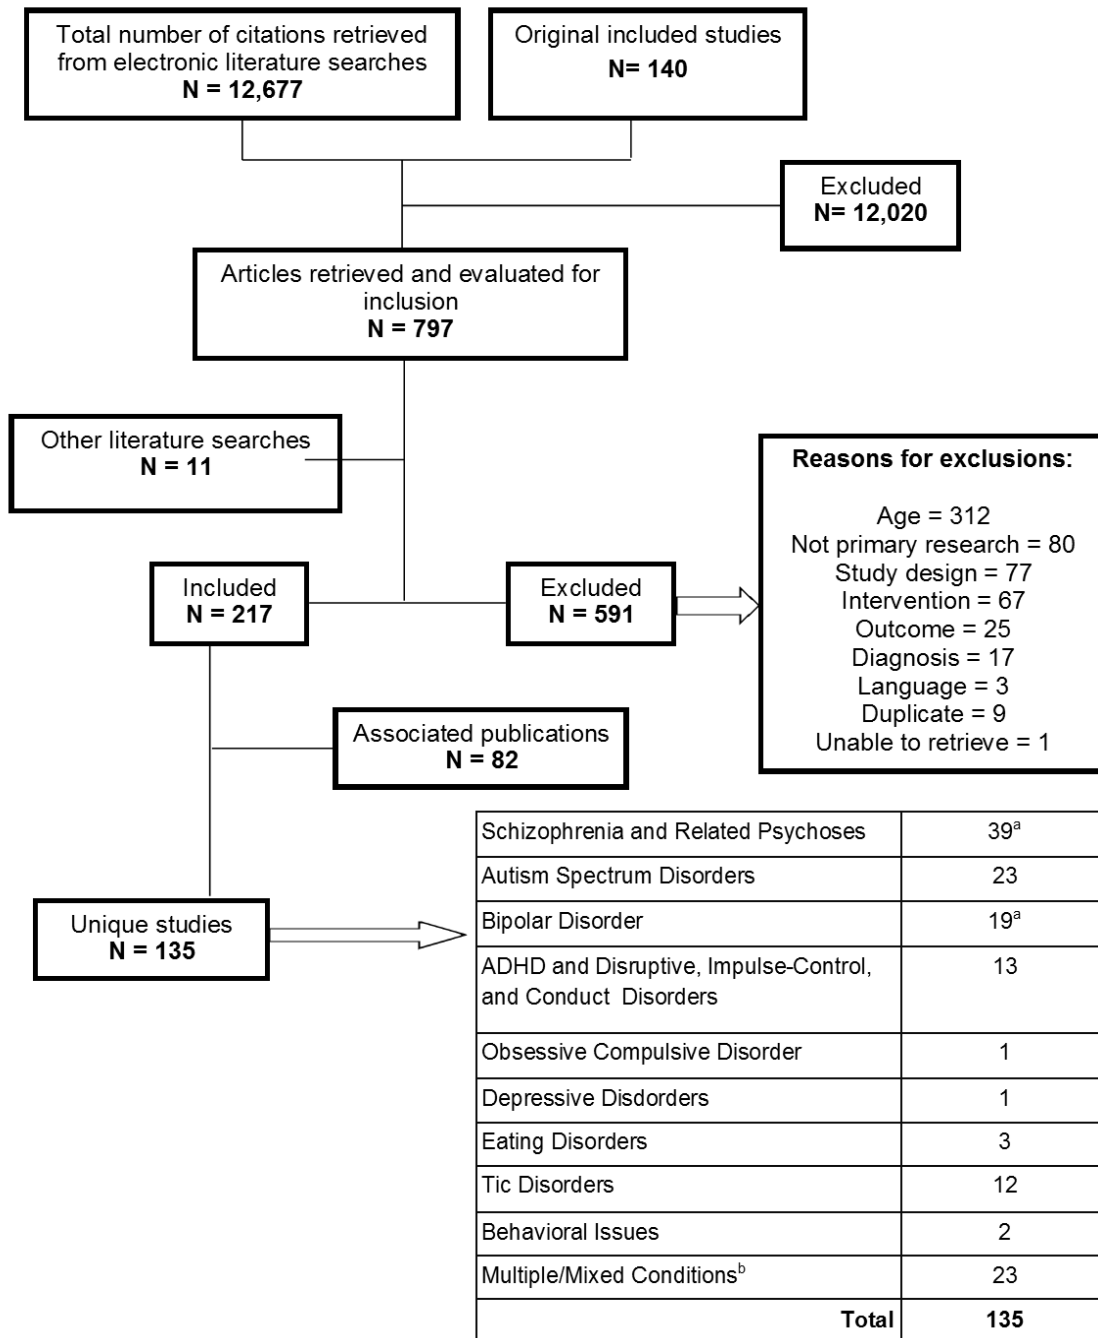 Total number of citations retrieved
from electronic literature searches
N = 12,677
Original included studies
N= 140
Excluded
N= 12,020
Articles retrieved and evaluated for
inclusion
N = 797
Other literature searches
N = 11
Reasons for exclusions:
Age = 312
Not primary research = 80
Study design = 77
Intervention = 67
Outcome = 25
Diagnosis = 17
Language = 3
Duplicate = 9
Unable to retrieve = 1
Included
N = 217
Excluded
N = 591
Associated publications
N = 82
Unique studies
N = 135
Schizophrenia and Related Psychoses 39ᵃ
Autism Spectrum Disorders 23
Bipolar Disorder 19ᵃ
ADHD and Disruptive, Impulse-Control, 13
and Conduct Disorders
Obsessive Compulsive Disorder 1
Depressive Disdorders 1
Eating Disorders 3
Tic Disorders 12
Behavioral Issues 2
Multiple/Mixed Conditionsᵇ 23
Total 135